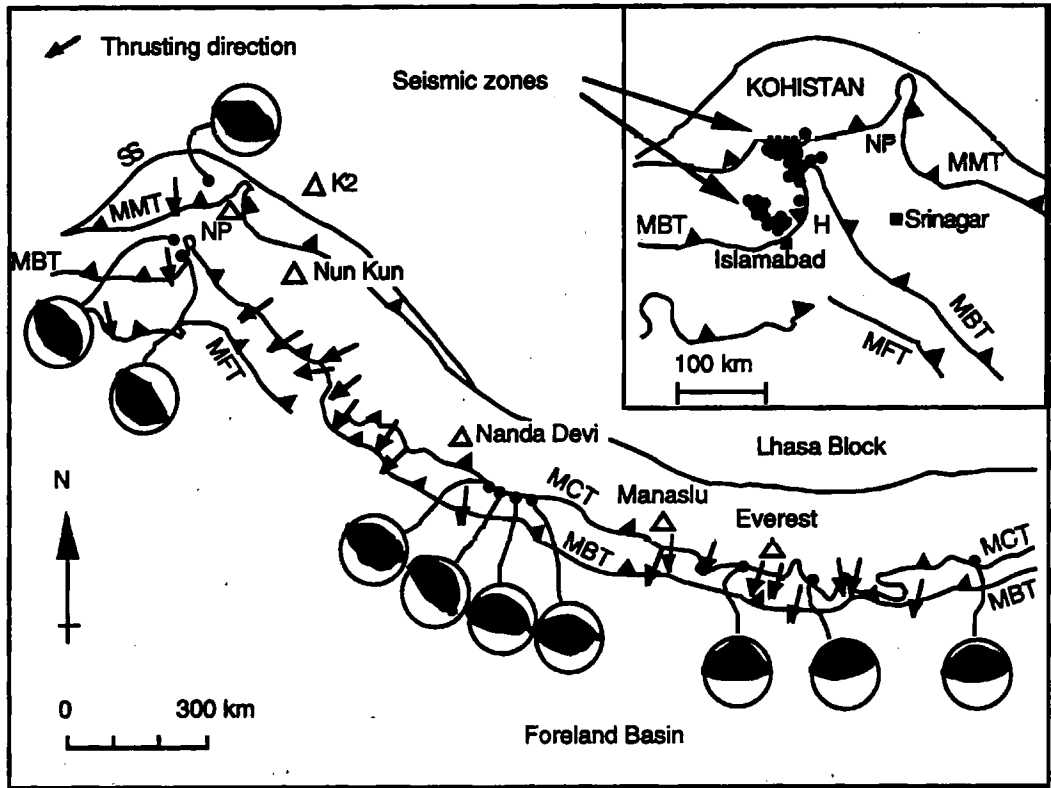 Thrusting direction
Seismic zones
KOHISTAN
NP
MMT
MBT
H
Srinagar
Islamabad
MBT
MFT
100 km
SS
K2
MMT
NP
MBT
Nun Kun
MFT
Nanda Devi
Lhasa Block
N
MCT
Manaslu
Everest
MBT
MCT
MBT
0 300 km
Foreland Basin